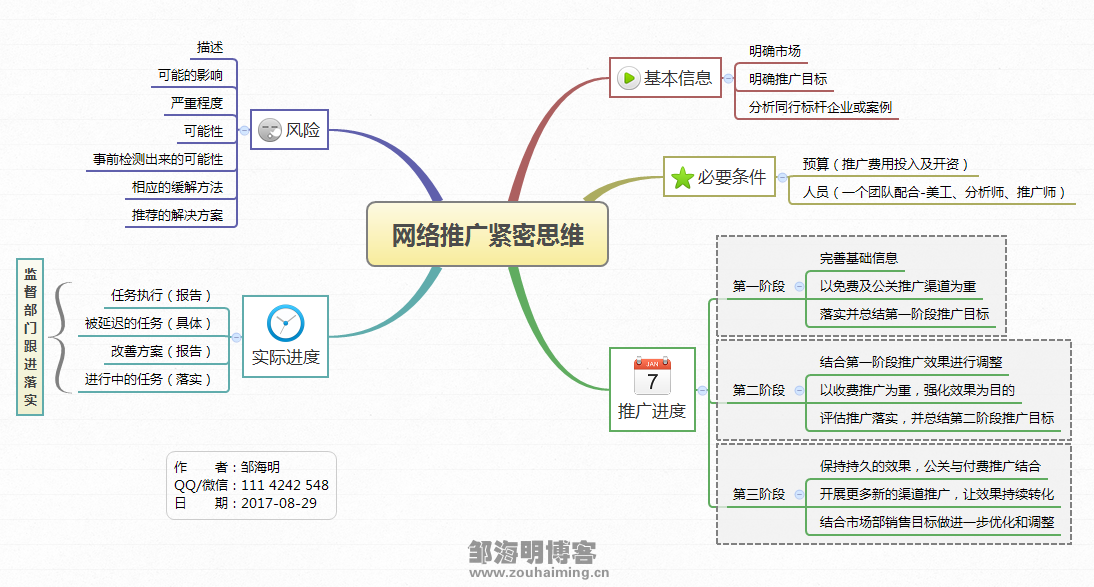 网络推广紧密思维
基本信息
明确市场
明确推广目标
分析同行标杆企业或案例
必要条件
预算（推广费用投入及开资）
人员（一个团队配合-美工、分析师、推广师）
JAN
7
推广进度
第一阶段
完善基础信息
以免费及公关推广渠道为重
落实并总结第一阶段推广目标
第二阶段
结合第一阶段推广效果进行调整
以收费推广为重，强化效果为目的
评估推广落实，并总结第二阶段推广目标
第三阶段
保持持久的效果，公关与付费推广结合
开展更多新的渠道推广，让效果持续转化
结合市场部销售目标做进一步优化和调整
风险
描述
可能的影响
严重程度
可能性
事前检测出来的可能性
相应的缓解方法
推荐的解决方案
实际进度
任务执行（报告）
被延迟的任务（具体）
改善方案（报告）
进行中的任务（落实）
监督部门跟进落实
作　　者：邹海明
QQ/微信：111 4242 548
日　　期：2017-08-29
邹海明博客
www.zouhaiming.cn